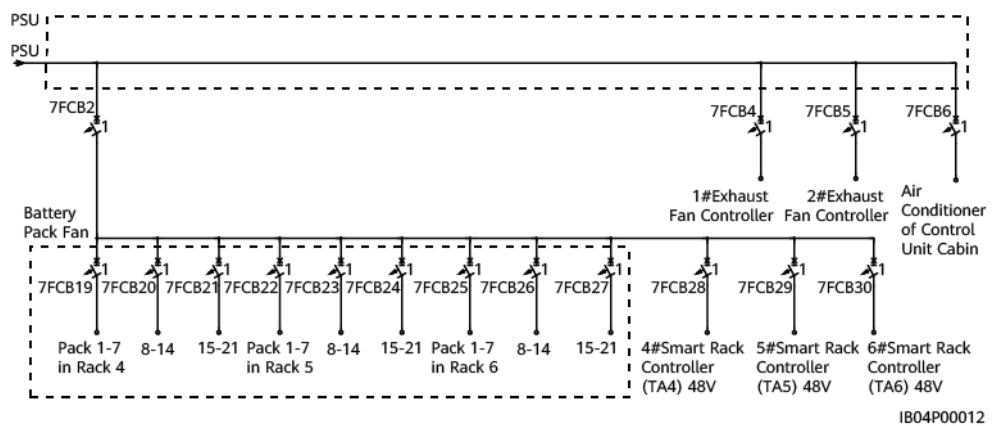 PSU
PSU
7FCB2
1
7FCB4
1
7FCB5
1
7FCB6
1
1#Exhaust
Fan Controller
2#Exhaust
Fan Controller
Air
Conditioner
of Control
Unit Cabin
Battery
Pack Fan
1
1
1
1
1
1
1
1
1
1
1
1
7FCB19
7FCB20
7FCB21
7FCB22
7FCB23
7FCB24
7FCB25
7FCB26
7FCB27
7FCB28
7FCB29
7FCB30
Pack 1-7
in Rack 4
8-14
15-21
Pack 1-7
in Rack 5
8-14
15-21
Pack 1-7
in Rack 6
8-14
15-21
4#Smart Rack
Controller
(TA4) 48V
5#Smart Rack
Controller
(TA5) 48V
6#Smart Rack
Controller
(TA6) 48V
IB04P00012